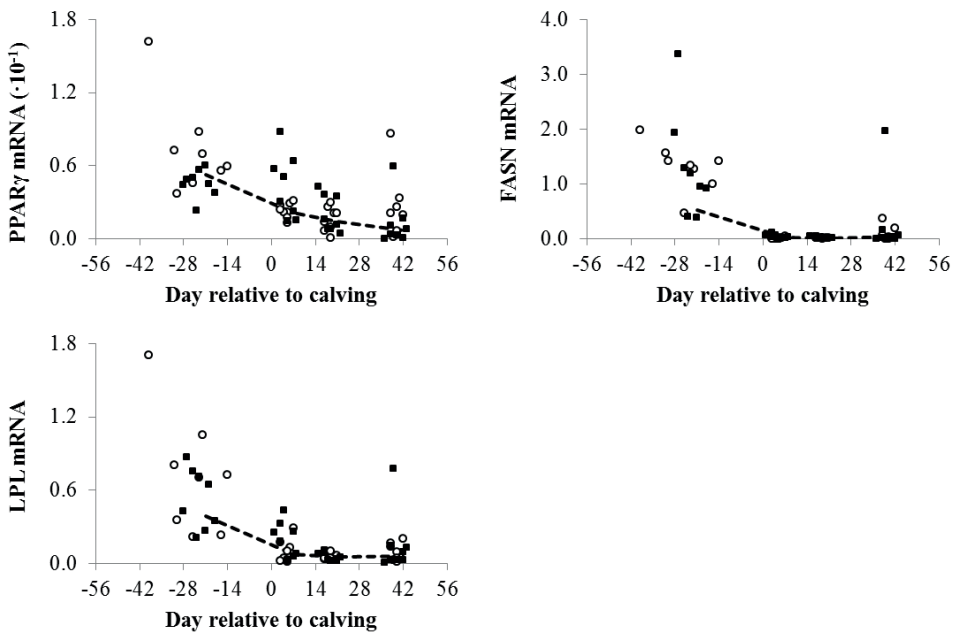 PPARγ mRNA (·10⁻¹)
1.8
1.2
0.6
0.0
-56 -42 -28 -14 0 14 28 42 56
Day relative to calving
FASN mRNA
4.0
3.0
2.0
1.0
0.0
-56 -42 -28 -14 0 14 28 42 56
Day relative to calving
LPL mRNA
1.8
1.2
0.6
0.0
-56 -42 -28 -14 0 14 28 42 56
Day relative to calving